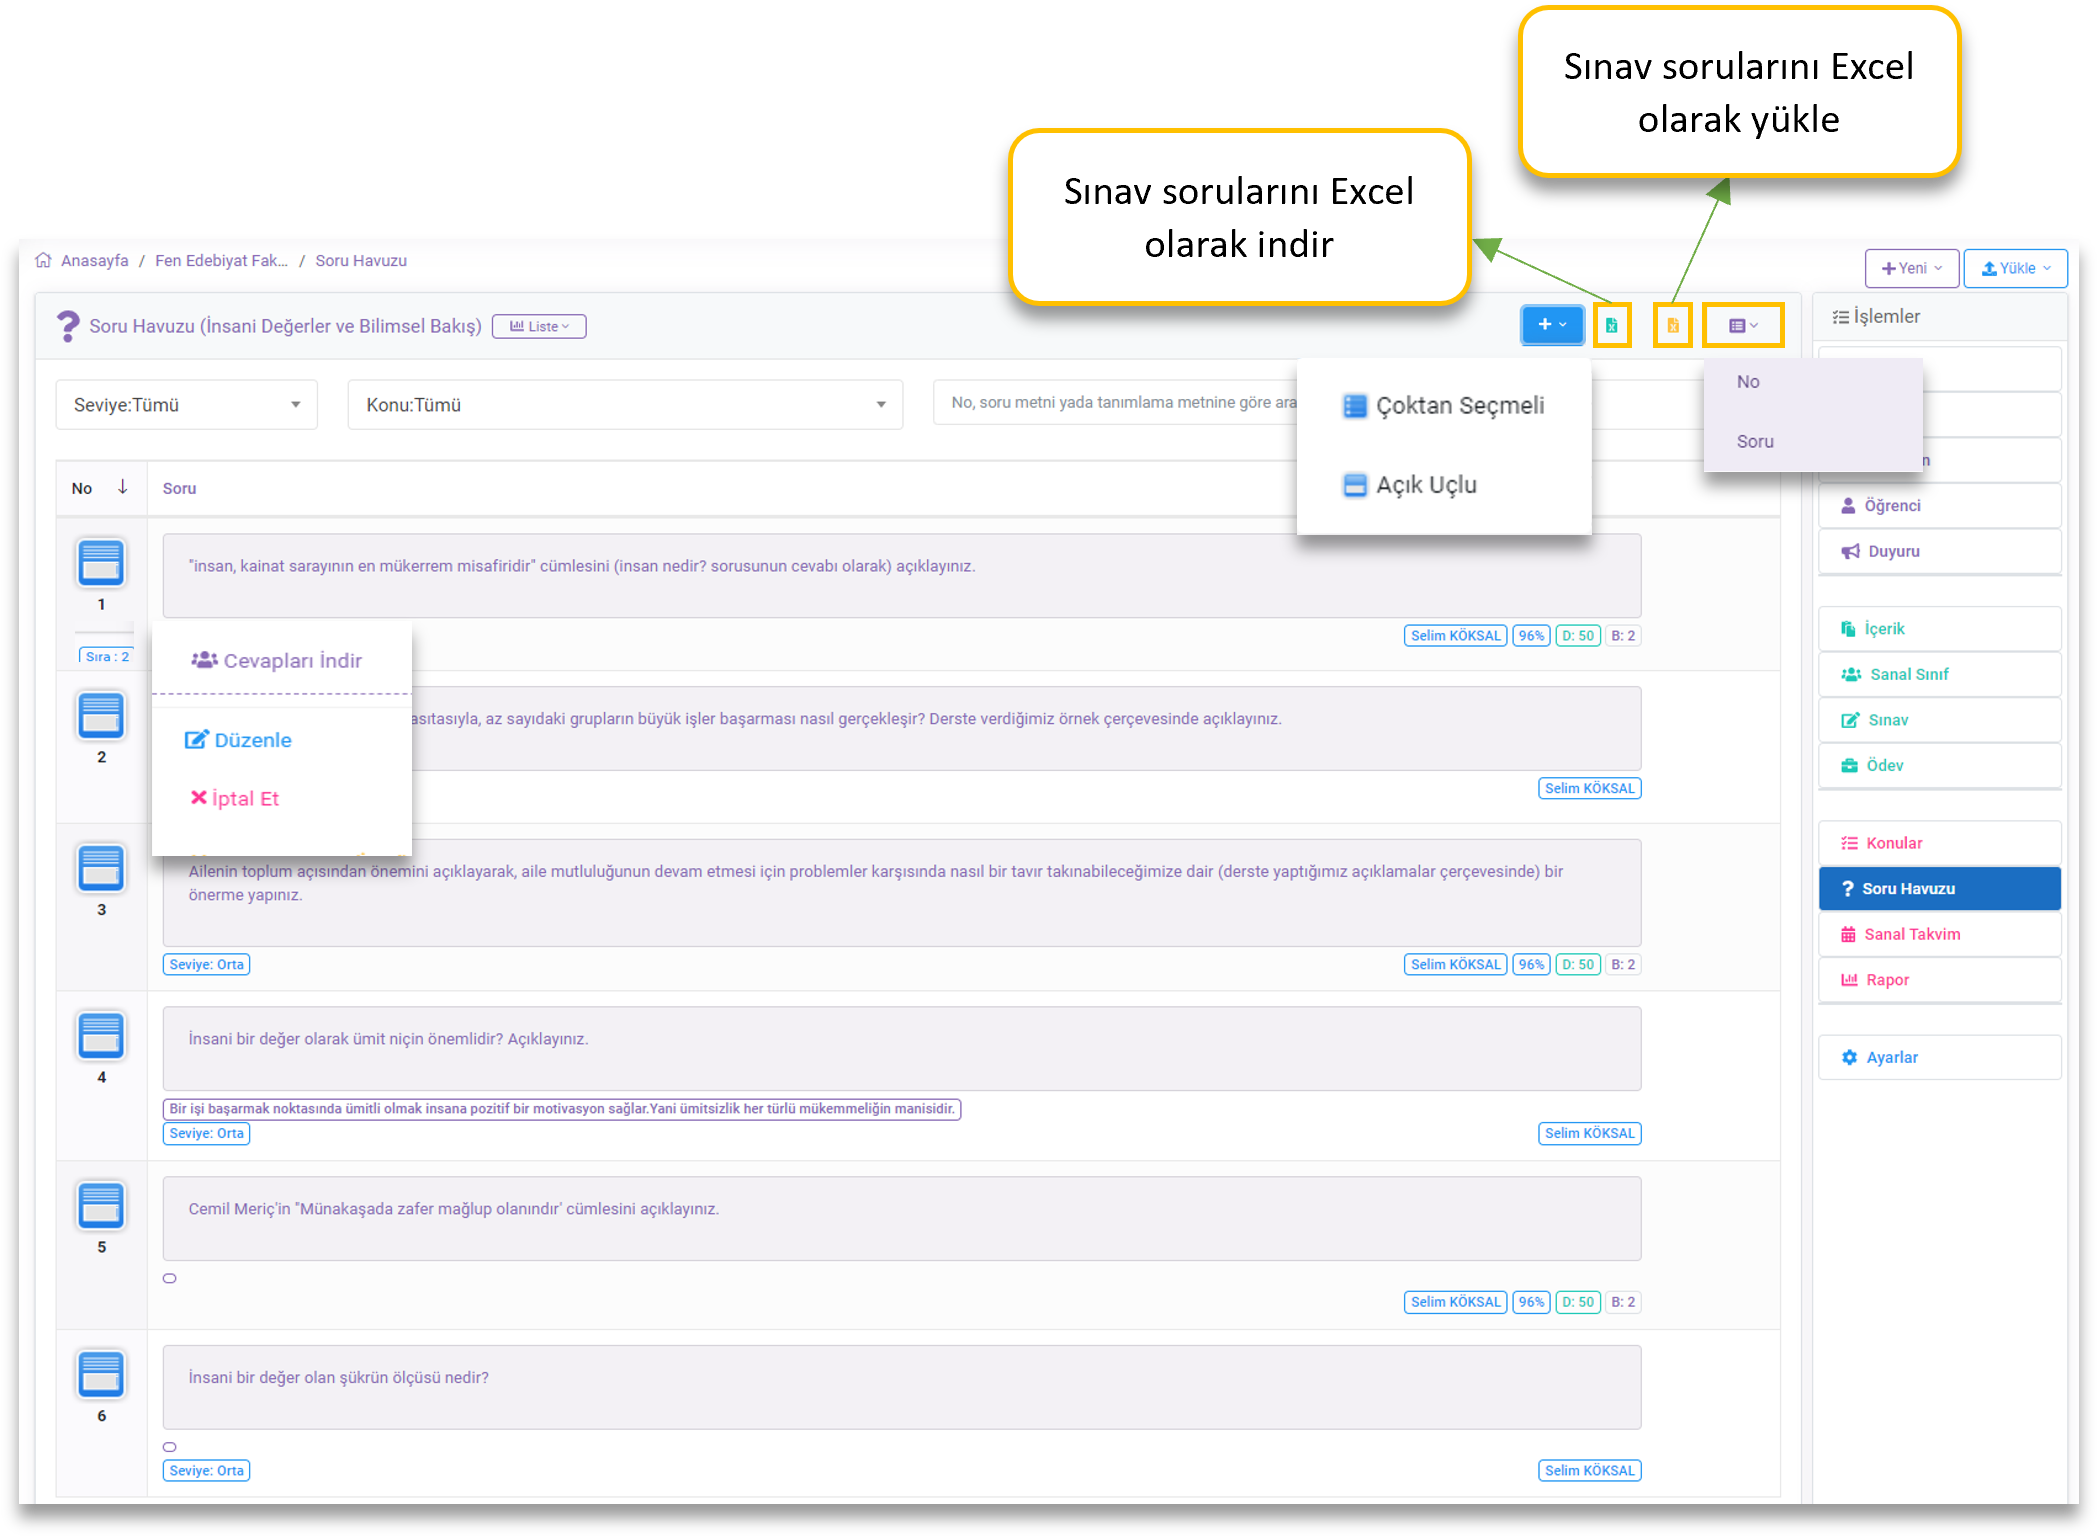 Sınav sorularını Excel
olarak yükle
Sınav sorularını Excel
olarak indir
Anasayfa / Fen Edebiyat Fak... / Soru Havuzu
Yeni
Yükle
Soru Havuzu (İnsani Değerler ve Bilimsel Bakış)
Liste
İşlemler
Seviye:Tümü
Konu:Tümü
No, soru metni yada tanımlama metnine göre ara
Çoktan Seçmeli
Açık Uçlu
No
Soru
n
Öğrenci
Duyuru
İçerik
Sanal Sınıf
Sınav
Ödev
Konular
Soru Havuzu
Sanal Takvim
Rapor
Ayarlar
No
Soru
"insan, kainat sarayının en mükerrem misafiridir" cümlesini (insan nedir? sorusunun cevabı olarak) açıklayınız.
1
Sıra : 2
Selim KÖKSAL 96% D: 50 B: 2
Cevapları İndir
Düzenle
İptal Et
asıtasıyla, az sayıdaki grupların büyük işler başarması nasıl gerçekleşir? Derste verdiğimiz örnek çerçevesinde açıklayınız.
2
Selim KÖKSAL
Ailenin toplum açısından önemini açıklayarak, aile mutluluğunun devam etmesi için problemler karşısında nasıl bir tavır takınabileceğimize dair (derste yaptığımız açıklamalar çerçevesinde) bir
önerme yapınız.
3
Seviye: Orta
Selim KÖKSAL 96% D: 50 B: 2
İnsani bir değer olarak ümit niçin önemlidir? Açıklayınız.
4
Bir işi başarmak noktasında ümitli olmak insana pozitif bir motivasyon sağlar.Yani ümitsizlik her türlü mükemmeliğin manisidir.
Seviye: Orta
Selim KÖKSAL
Cemil Meriç'in "Münakaşada zafer mağlup olanındır' cümlesini açıklayınız.
5
Selim KÖKSAL 96% D: 50 B: 2
İnsani bir değer olan şükrün ölçüsü nedir?
6
Seviye: Orta
Selim KÖKSAL